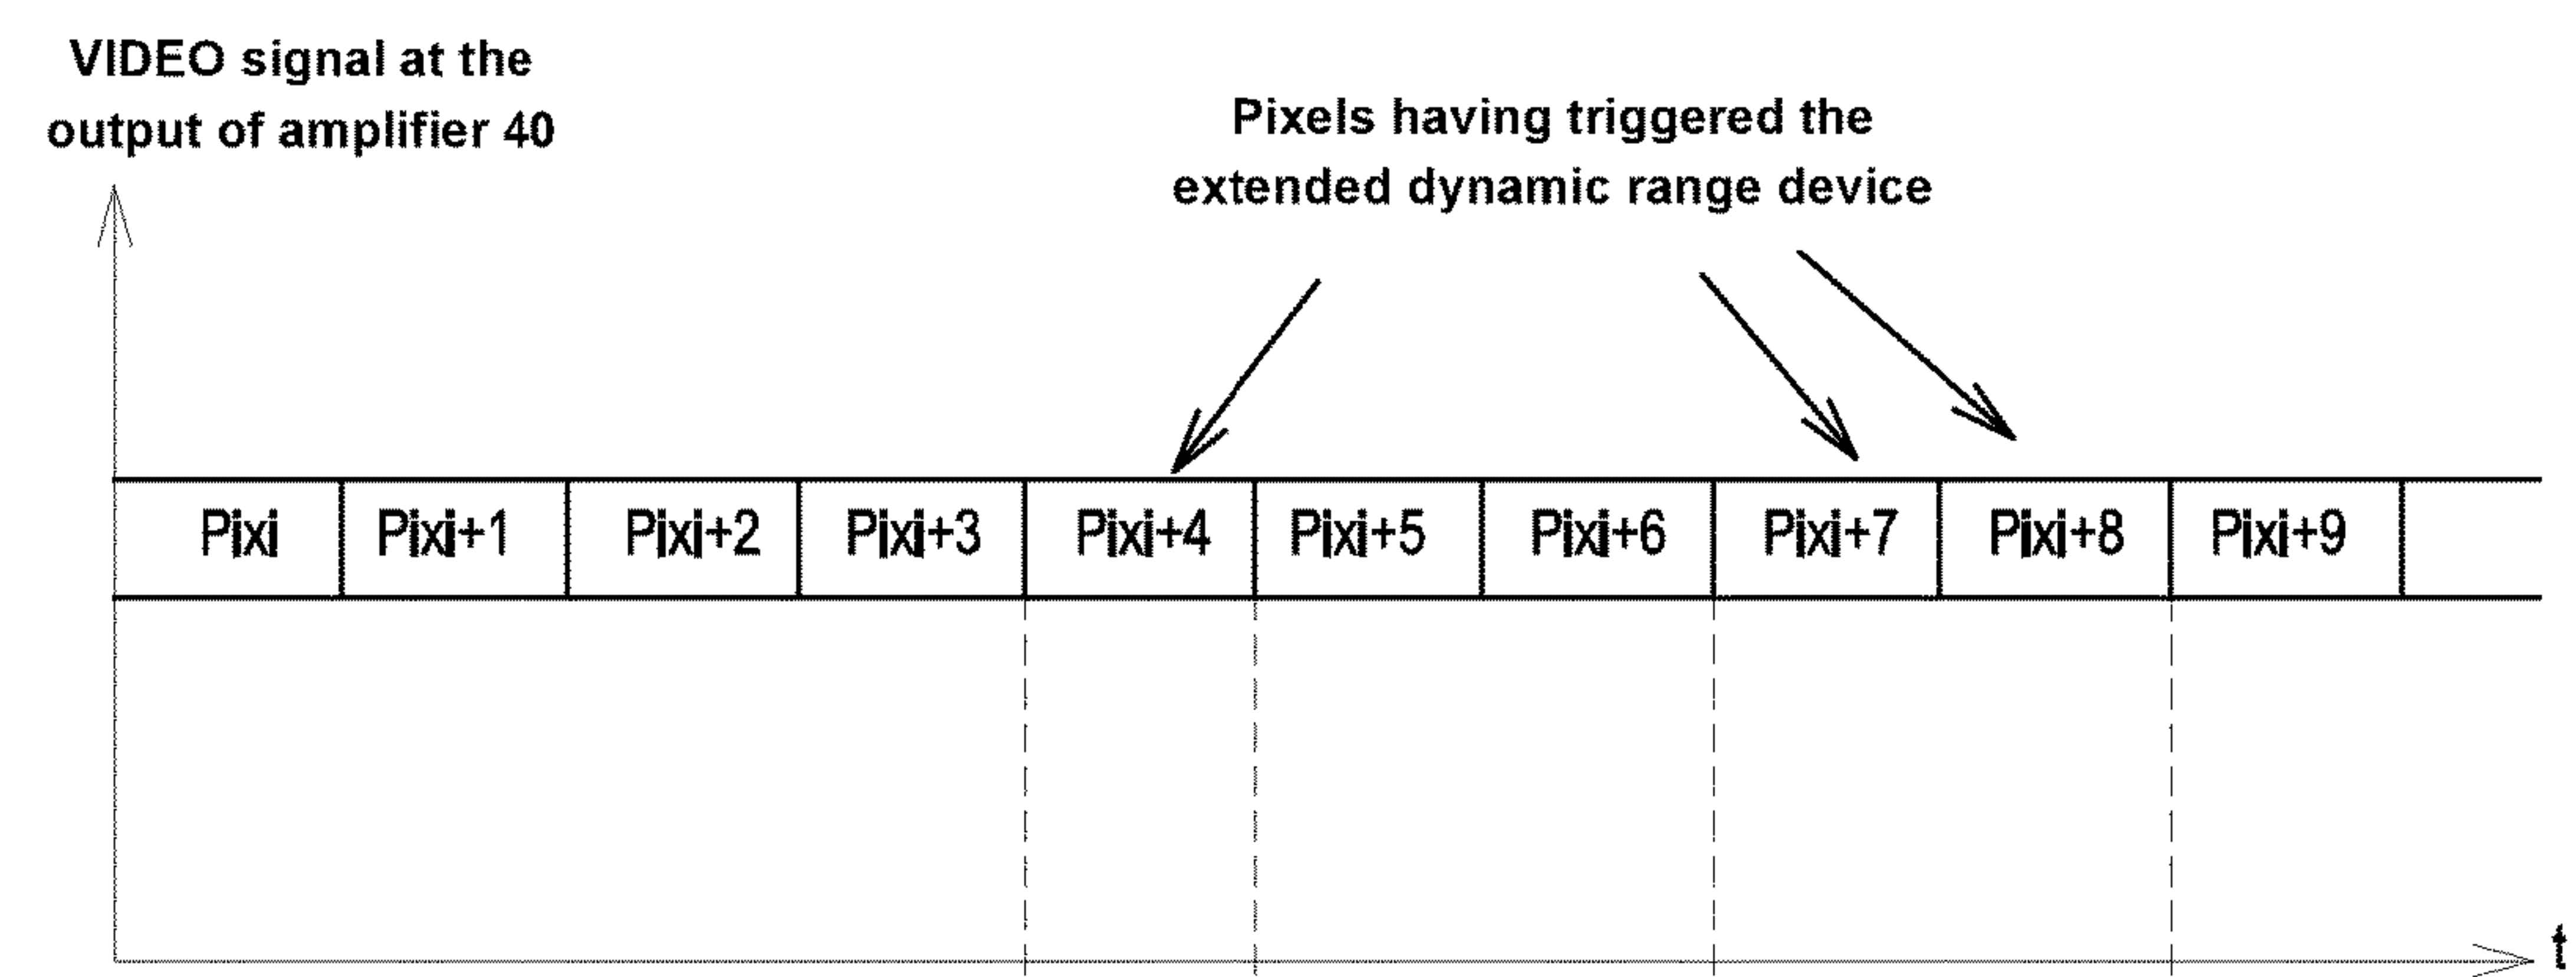 VIDEO signal at the
output of amplifier 40
Pixels having triggered the
extended dynamic range device
Pixi Pixi+1 Pixi+2 Pixi+3 Pixi+4 Pixi+5 Pixi+6 Pixi+7 Pixi+8 Pixi+9
t